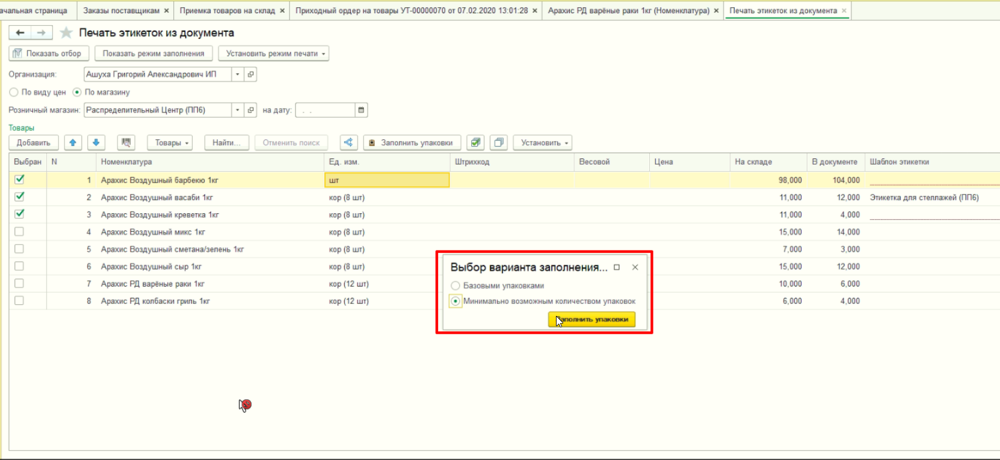 ачальная страница
Заказы поставщикам ×
Приемка товаров на склад ×
Приходный ордер на товары УТ-00000070 от 07.02.2020 13:01:28 ×
Арахис РД варёные раки 1кг (Номенклатура) ×
Печать этикеток из документа ×
Печать этикеток из документа
Показать отбор
Показать режим заполнения
Установить режим печати
Организация: Ашуха Григорий Александрович ИП
По виду цен По магазину
Розничный магазин: Распределительный Центр (ПП6) на дату: . .
Товары
Добавить Товары Найти... Отменить поиск Заполнить упаковки Установить
Выбран N Номенклатура Ед. изм. Штрихкод Весовой Цена На складе В документе Шаблон этикетки
1 Арахис Воздушный барбекю 1кг шт 98,000 104,000
2 Арахис Воздушный васаби 1кг кор (8 шт) 11,000 12,000 Этикетка для стеллажей (ПП6)
3 Арахис Воздушный креветка 1кг кор (8 шт) 11,000 4,000
4 Арахис Воздушный микс 1кг кор (8 шт) 15,000 14,000
5 Арахис Воздушный сметана/зелень 1кг кор (8 шт) 7,000 3,000
6 Арахис Воздушный сыр 1кг кор (8 шт) 15,000 12,000
7 Арахис РД варёные раки 1кг кор (12 шт) 10,000 6,000
8 Арахис РД колбаски гриль 1кг кор (12 шт) 6,000 4,000
Выбор варианта заполнения...
Базовыми упаковками
Минимально возможным количеством упаковок
Заполнить упаковки